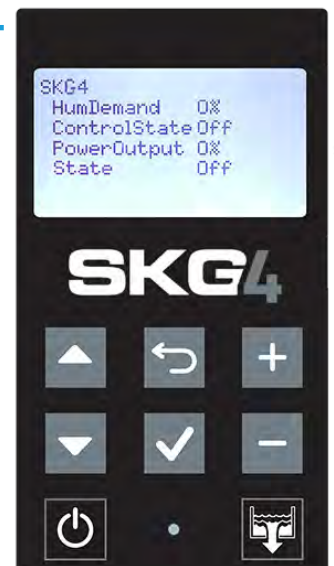 SKG4
HumDemand 0%
ControlState Off
PowerOutput 0%
State Off
SKG4